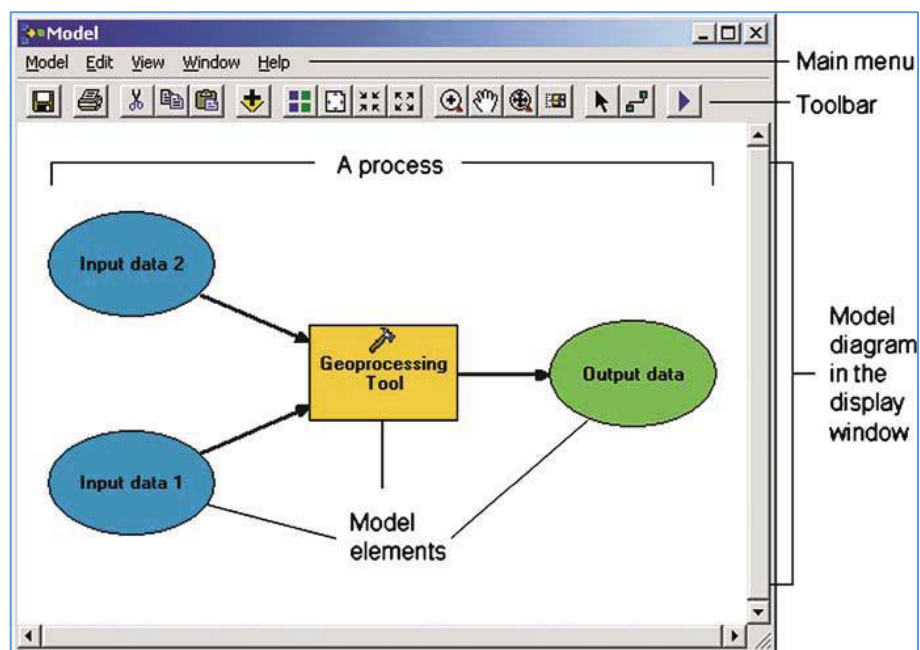 Model
Model Edit View Window Help
Main menu
Toolbar
A process
Input data 2
Geoprocessing
Tool
Output data
Input data 1
Model
elements
Model
diagram
in the
display
window